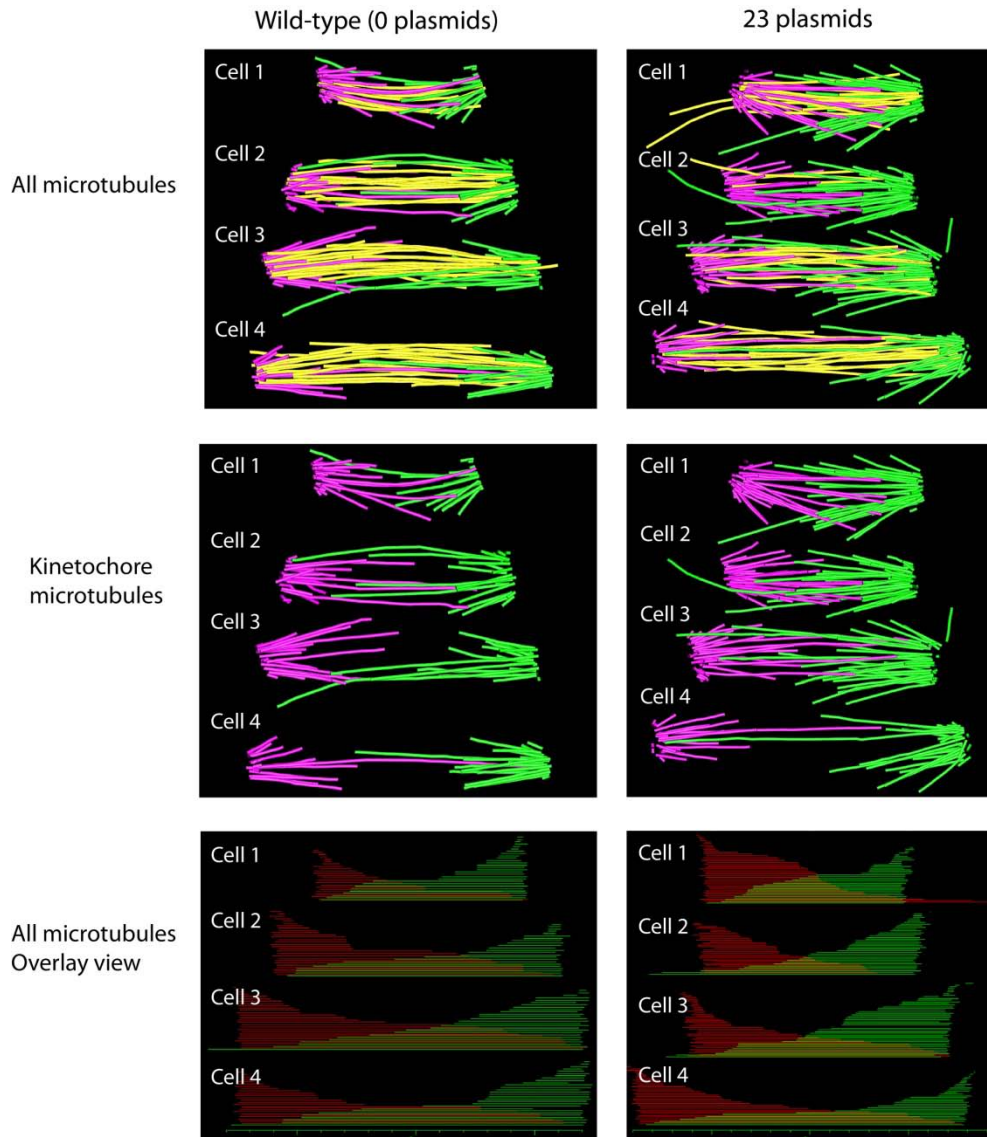 Wild-type (0 plasmids)
23 plasmids
All microtubules
Cell 1
Cell 2
Cell 3
Cell 4
Cell 1
Cell 2
Cell 3
Cell 4
Kinetochore
microtubules
Cell 1
Cell 2
Cell 3
Cell 4
Cell 1
Cell 2
Cell 3
Cell 4
All microtubules
Overlay view
Cell 1
Cell 2
Cell 3
Cell 4
Cell 1
Cell 2
Cell 3
Cell 4